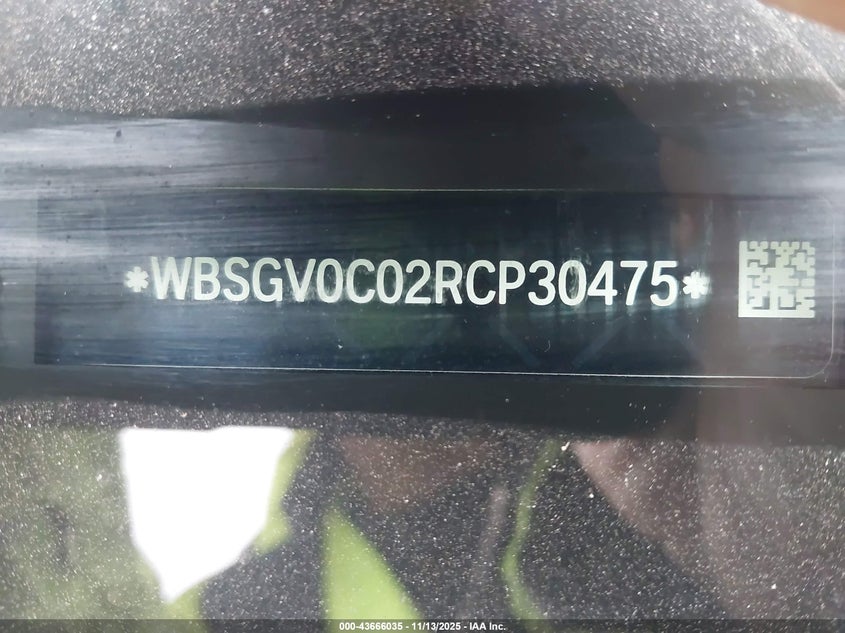 *WBSGV0C02RCP30475*
000-43666035 - 11/13/2025 - IAA Inc.